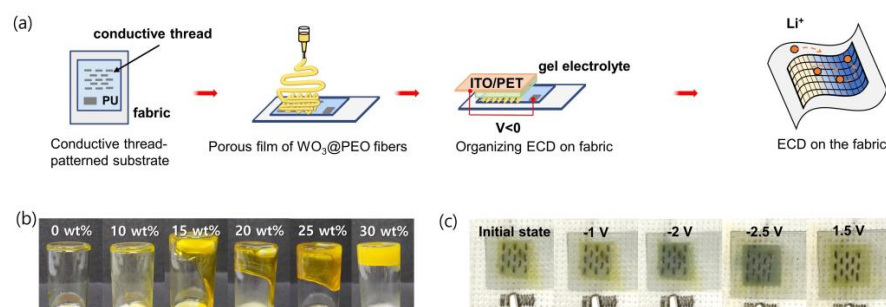 (a)
conductive thread
PU
fabric
Conductive thread-
patterned substrate
Porous film of WO₃@PEO fibers
ITO/PET
gel electrolyte
V<0
Organizing ECD on fabric
Li⁺
ECD on the fabric
(b)
0 wt%
10 wt%
15 wt%
20 wt%
25 wt%
30 wt%
(c)
Initial state
-1 V
-2 V
-2.5 V
1.5 V